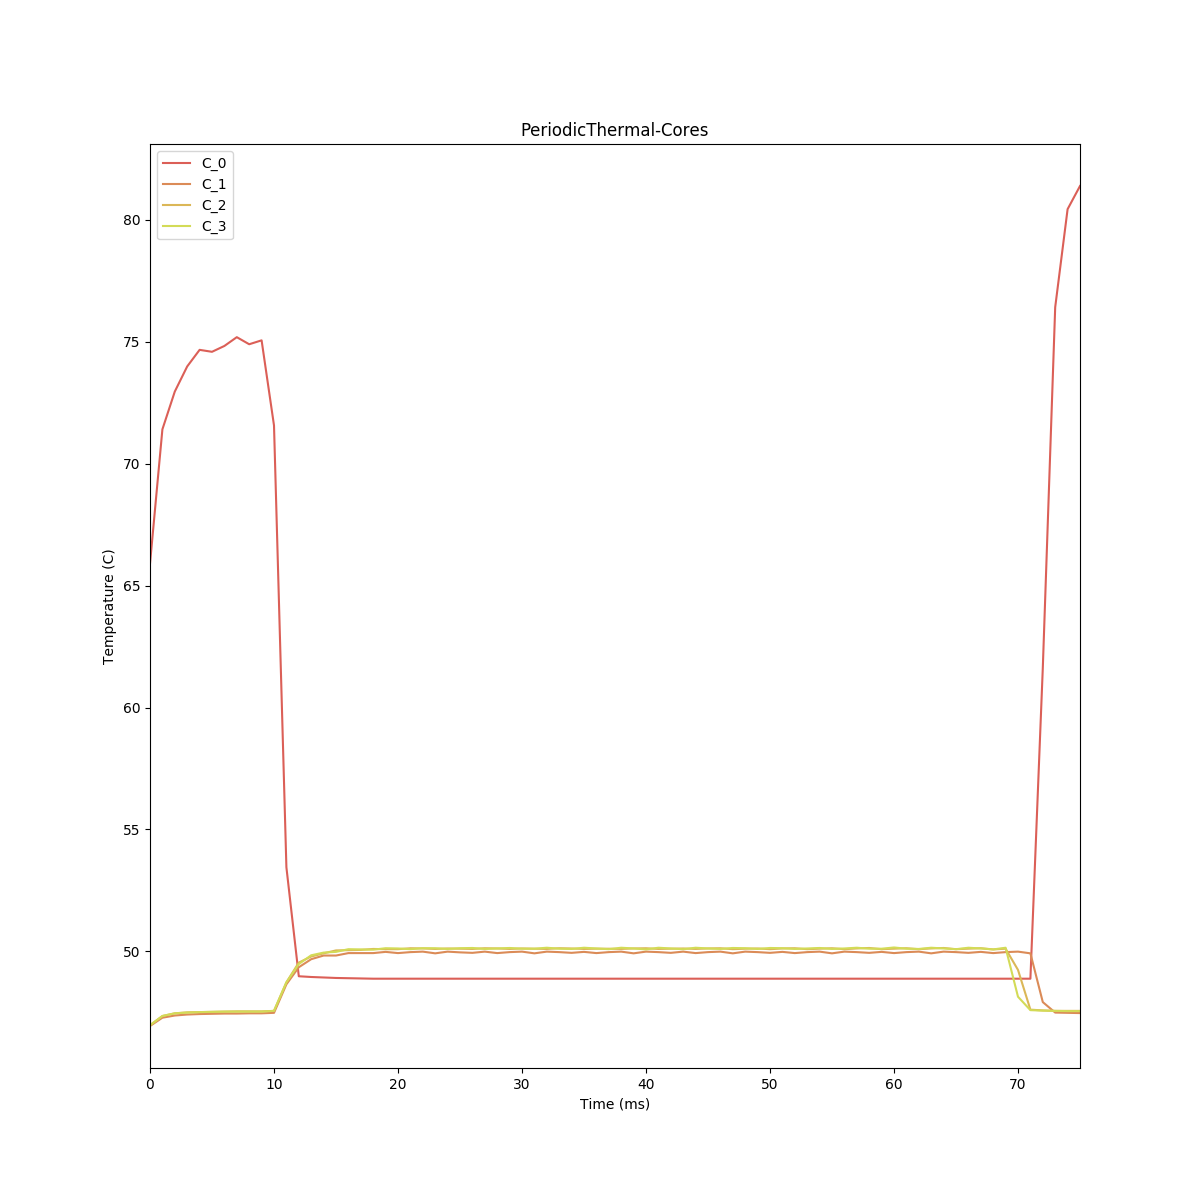 PeriodicThermal-Cores
C_0
C_1
C_2
C_3
80
75
70
65
60
55
50
Temperature (C)
0 10 20 30 40 50 60 70
Time (ms)